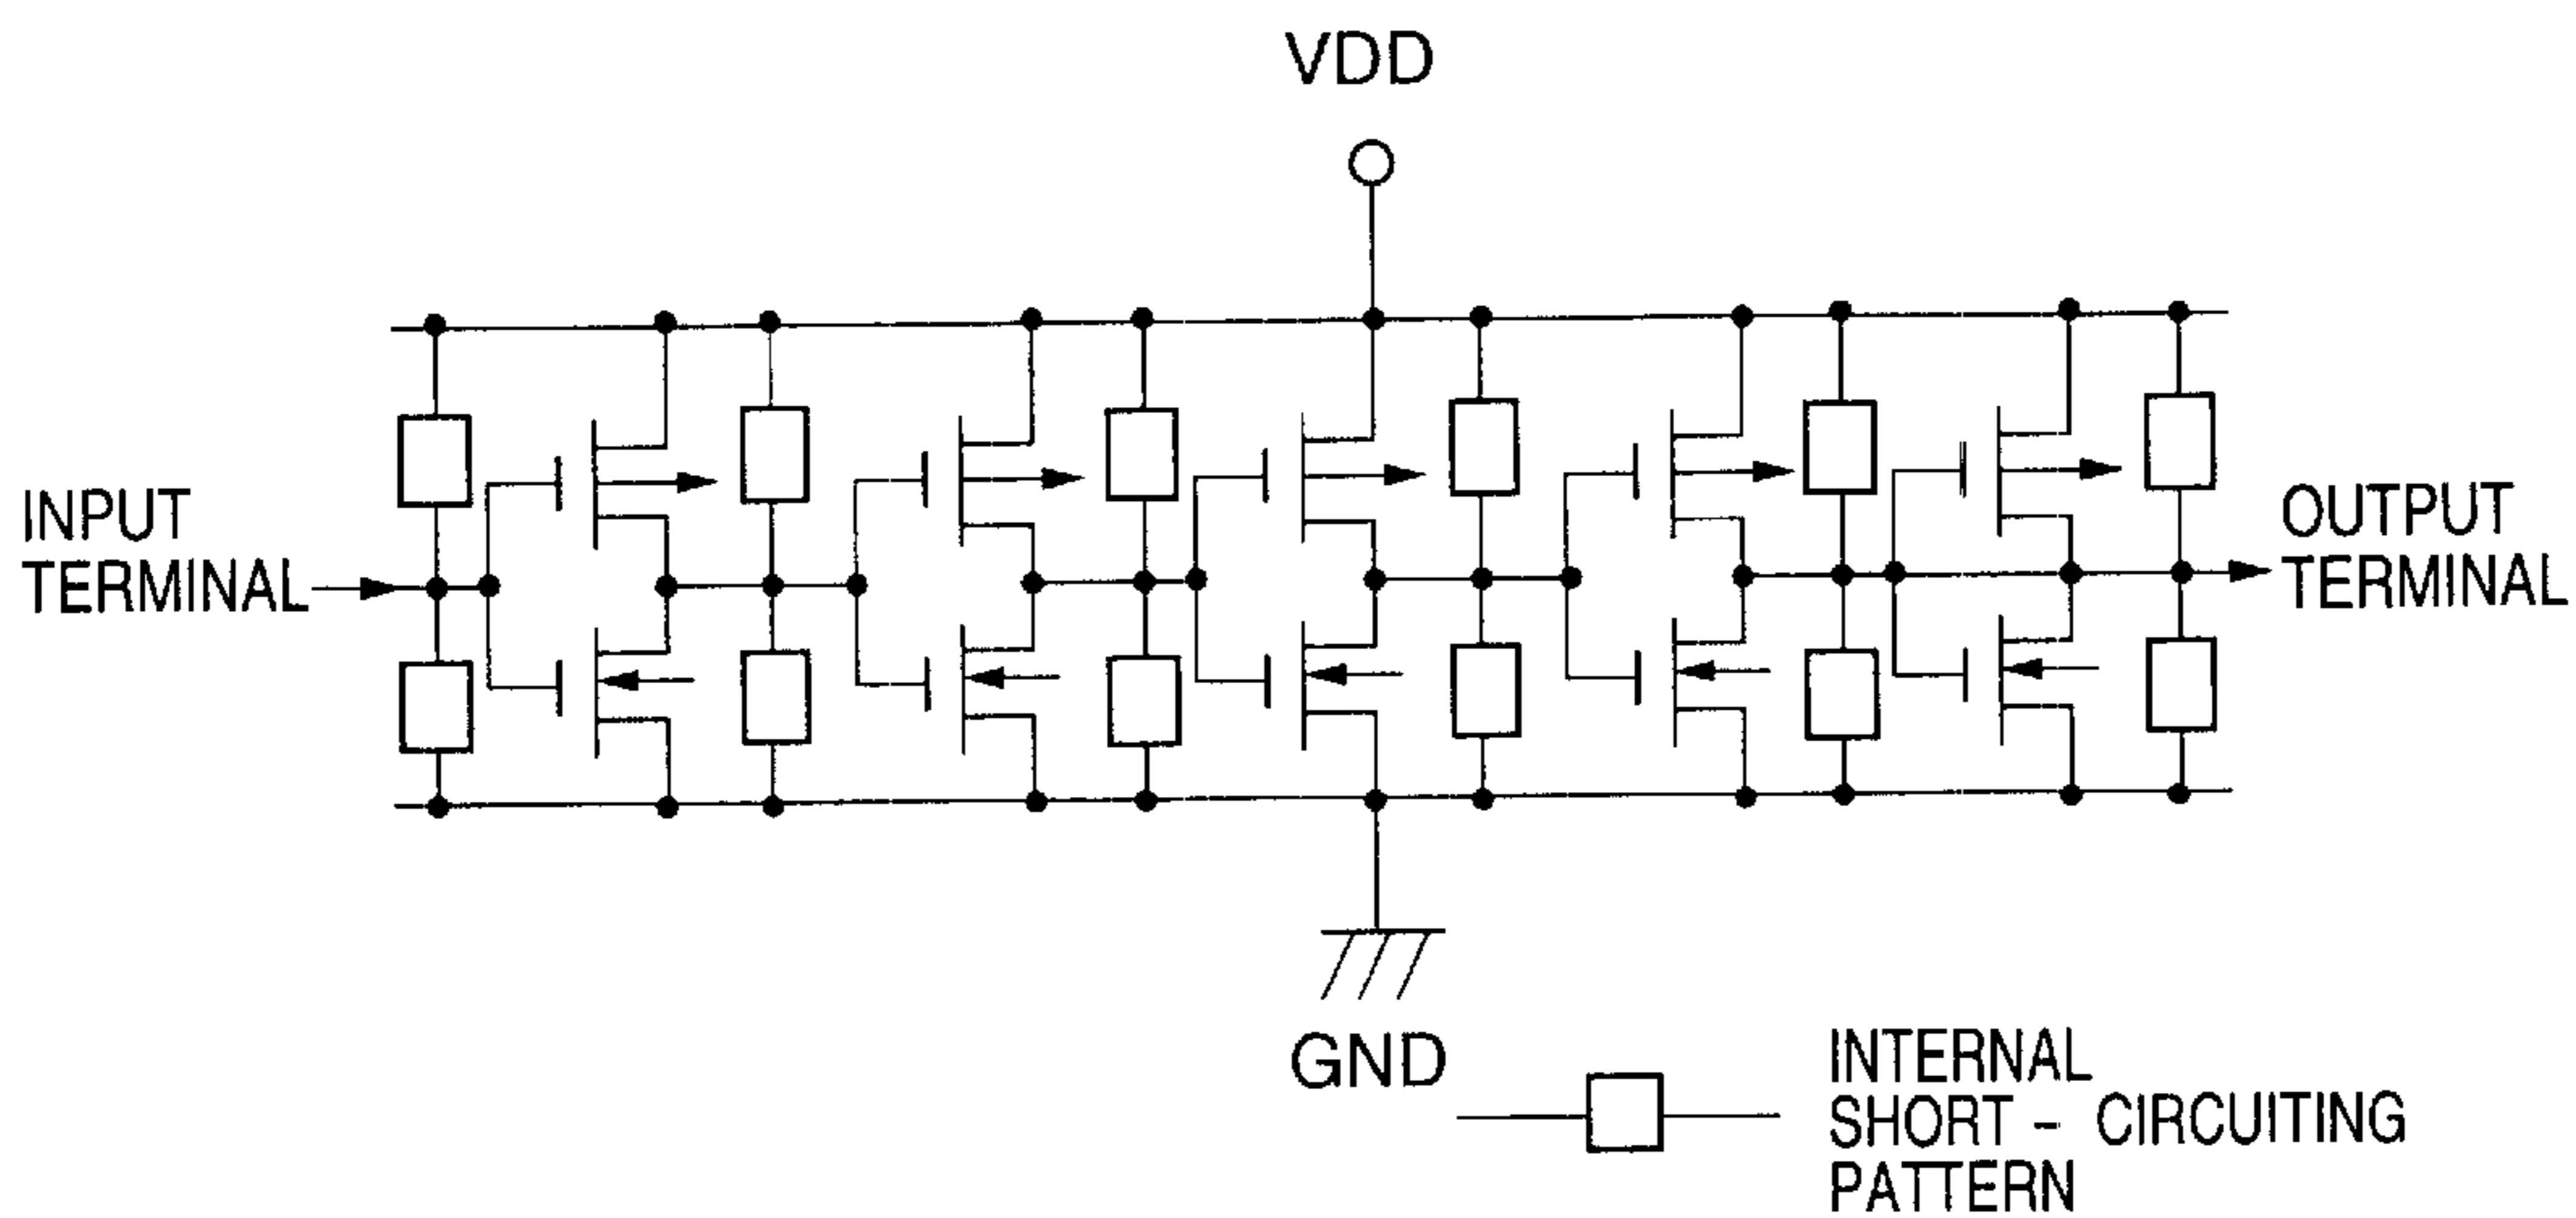 VDD
INPUT
TERMINAL
OUTPUT
TERMINAL
GND
INTERNAL
SHORT - CIRCUITING
PATTERN